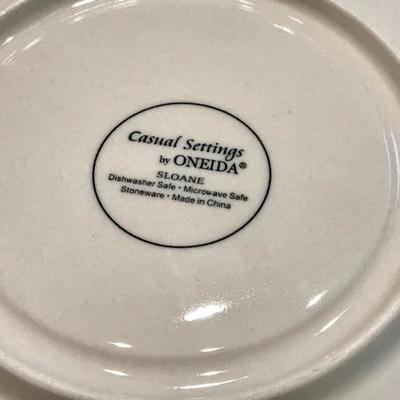 Casual Settings
by ONEIDA®
SLOANE
Dishwasher Safe • Microwave Safe
Stoneware • Made in China